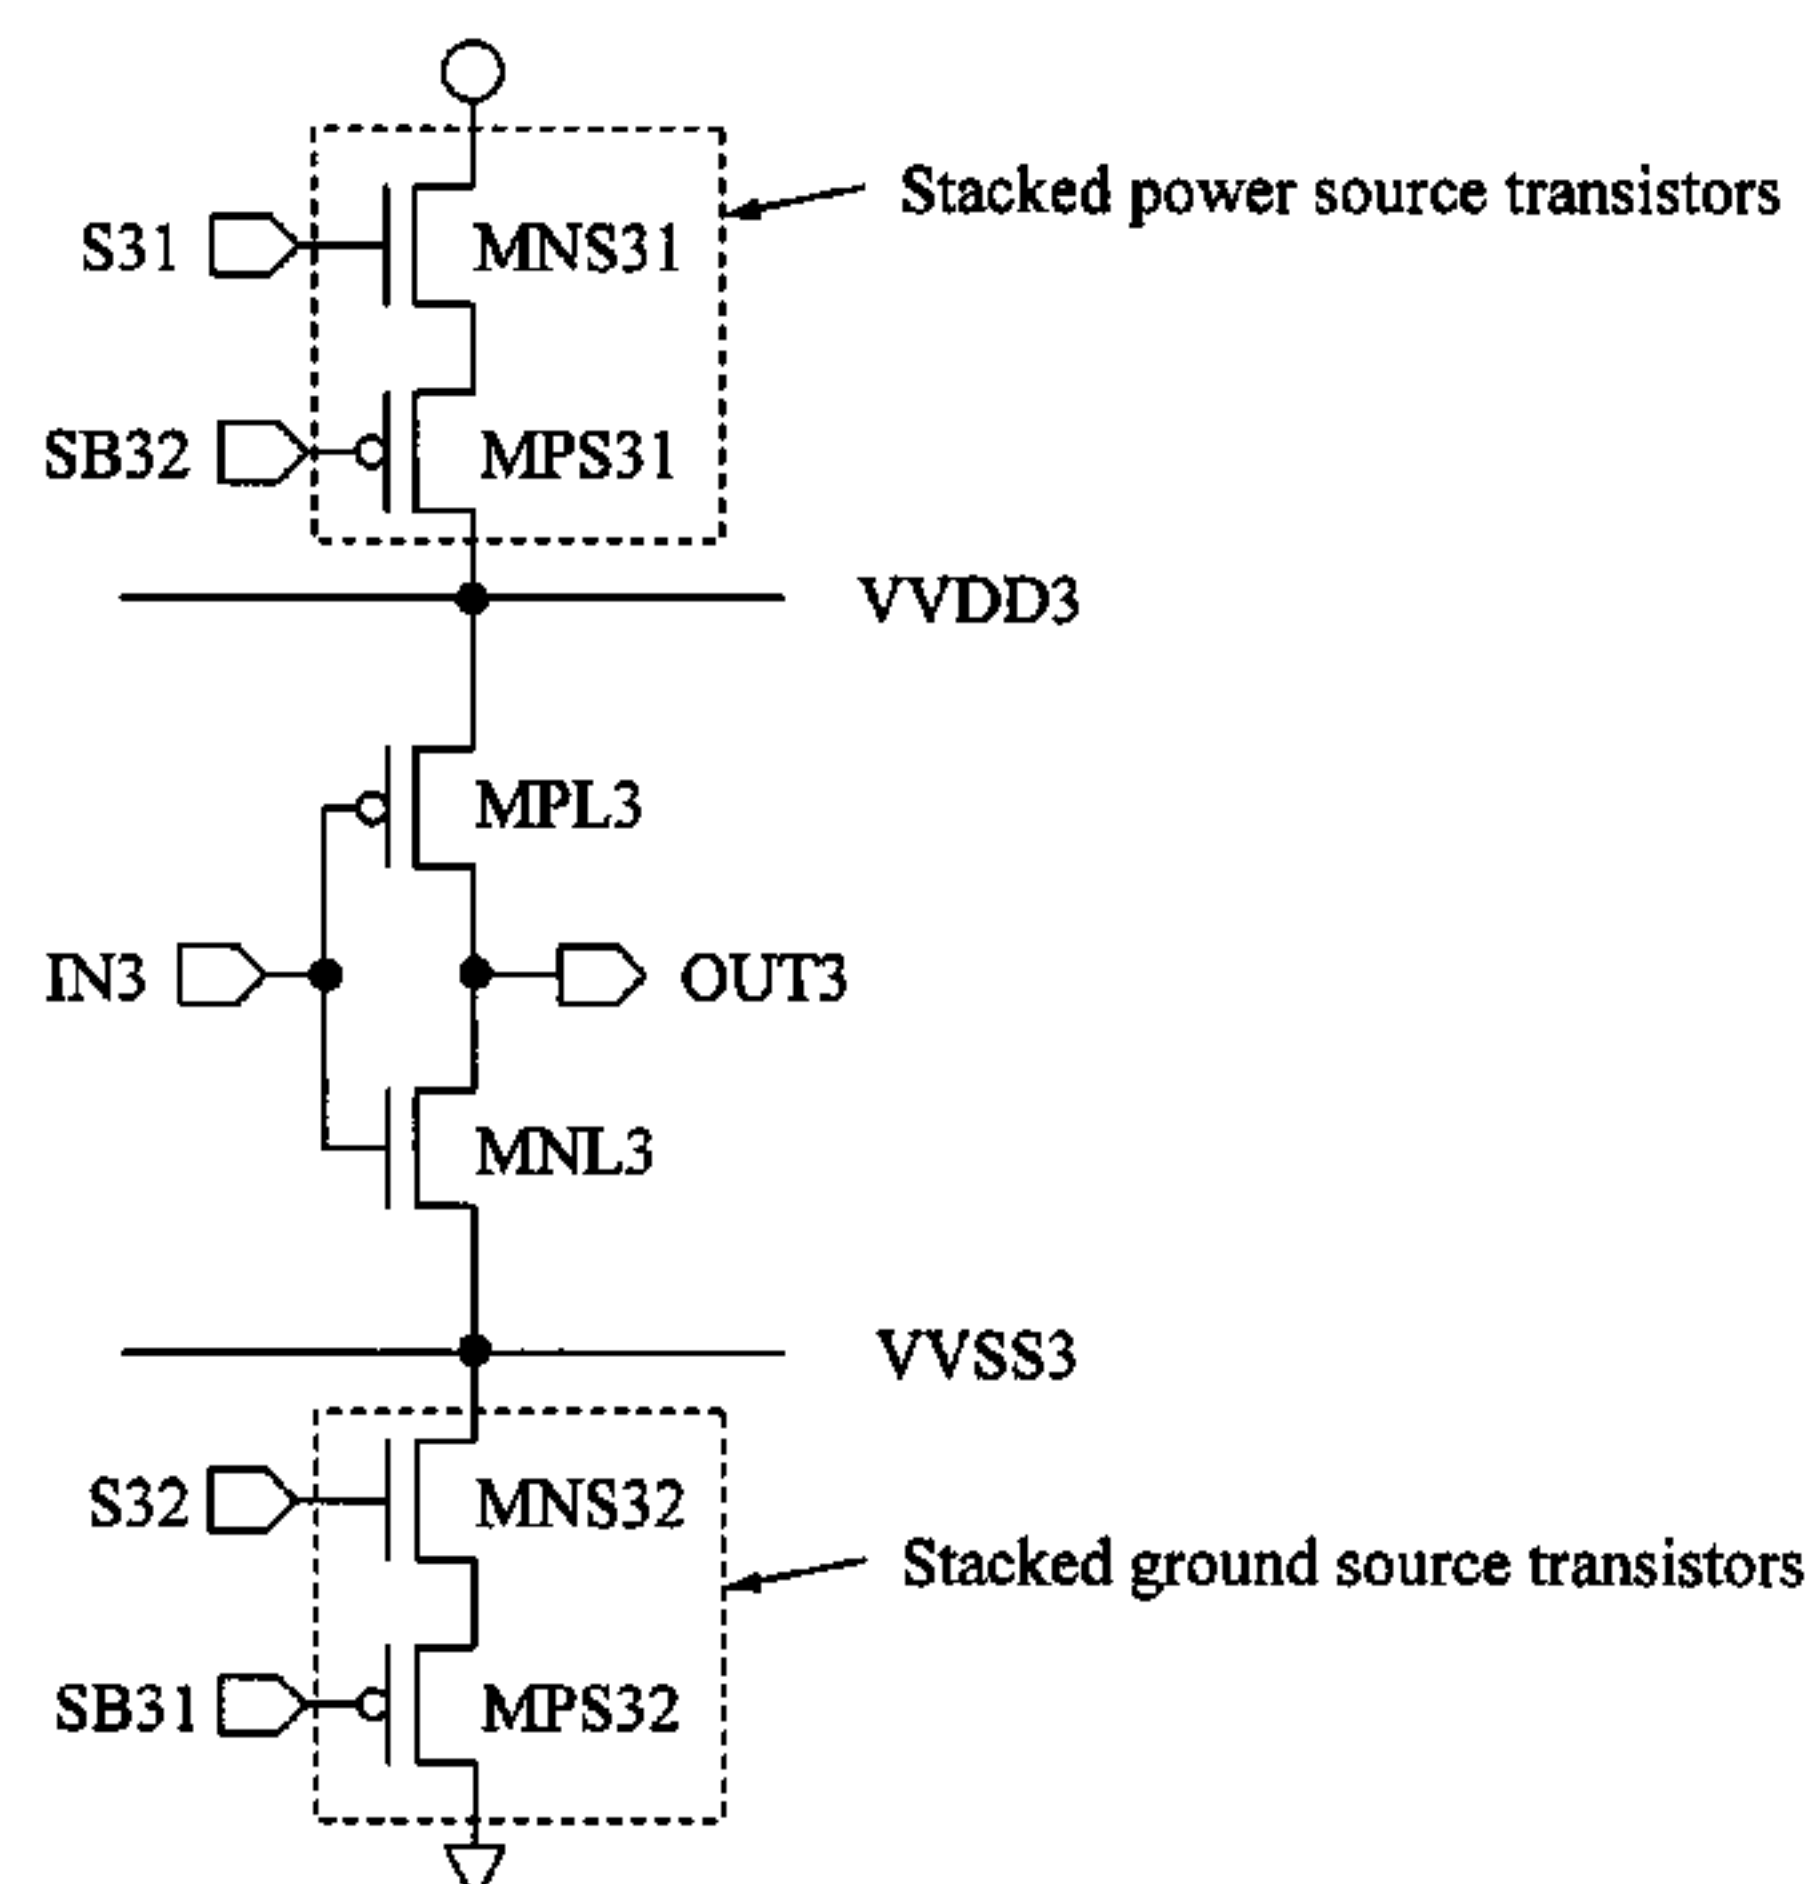 Stacked power source transistors
S31
MNS31
SB32
MPS31
VVDD3
MPL3
IN3
OUT3
MNL3
VVSS3
S32
MNS32
Stacked ground source transistors
SB31
MPS32